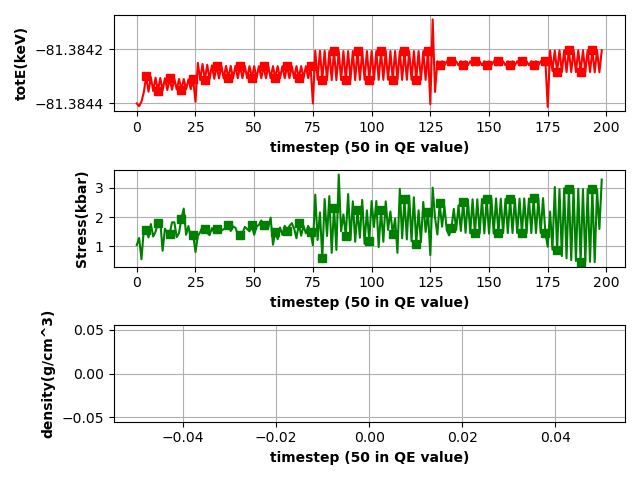 totE(keV)
−81.3842
−81.3844
0 25 50 75 100 125 150 175 200
timestep (50 in QE value)
Stress(kbar)
3
2
1
0 25 50 75 100 125 150 175 200
timestep (50 in QE value)
density(g/cm^3)
0.05
0.00
−0.05
−0.04 −0.02 0.00 0.02 0.04
timestep (50 in QE value)